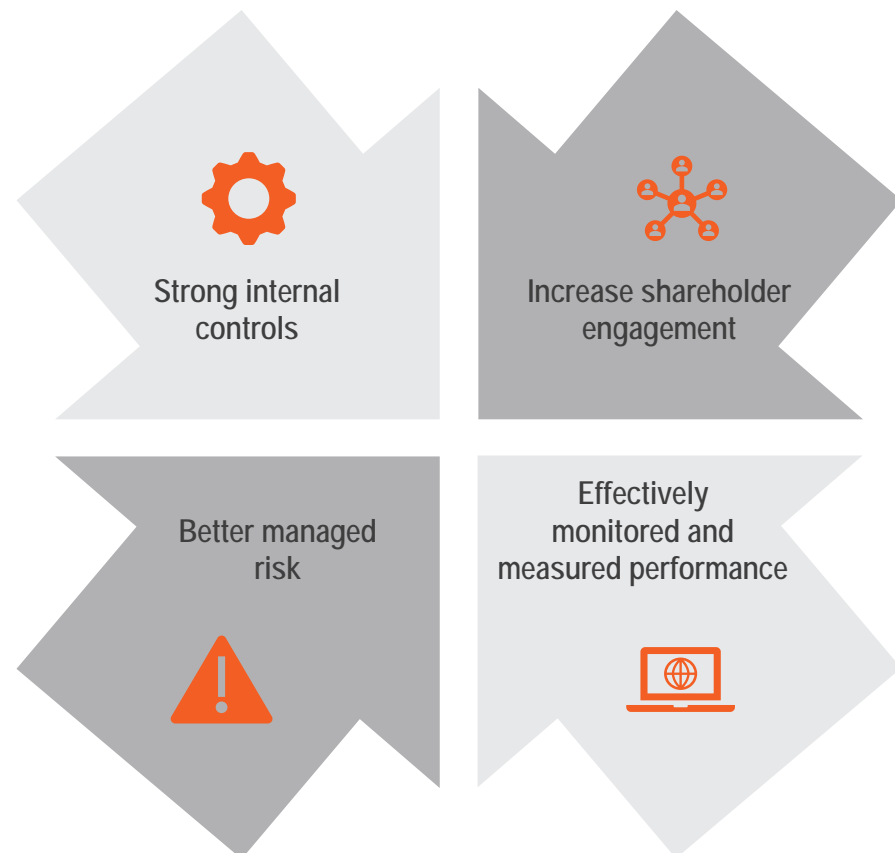 Strong internal
controls
Increase shareholder
engagement
Better managed
risk
Effectively
monitored and
measured performance